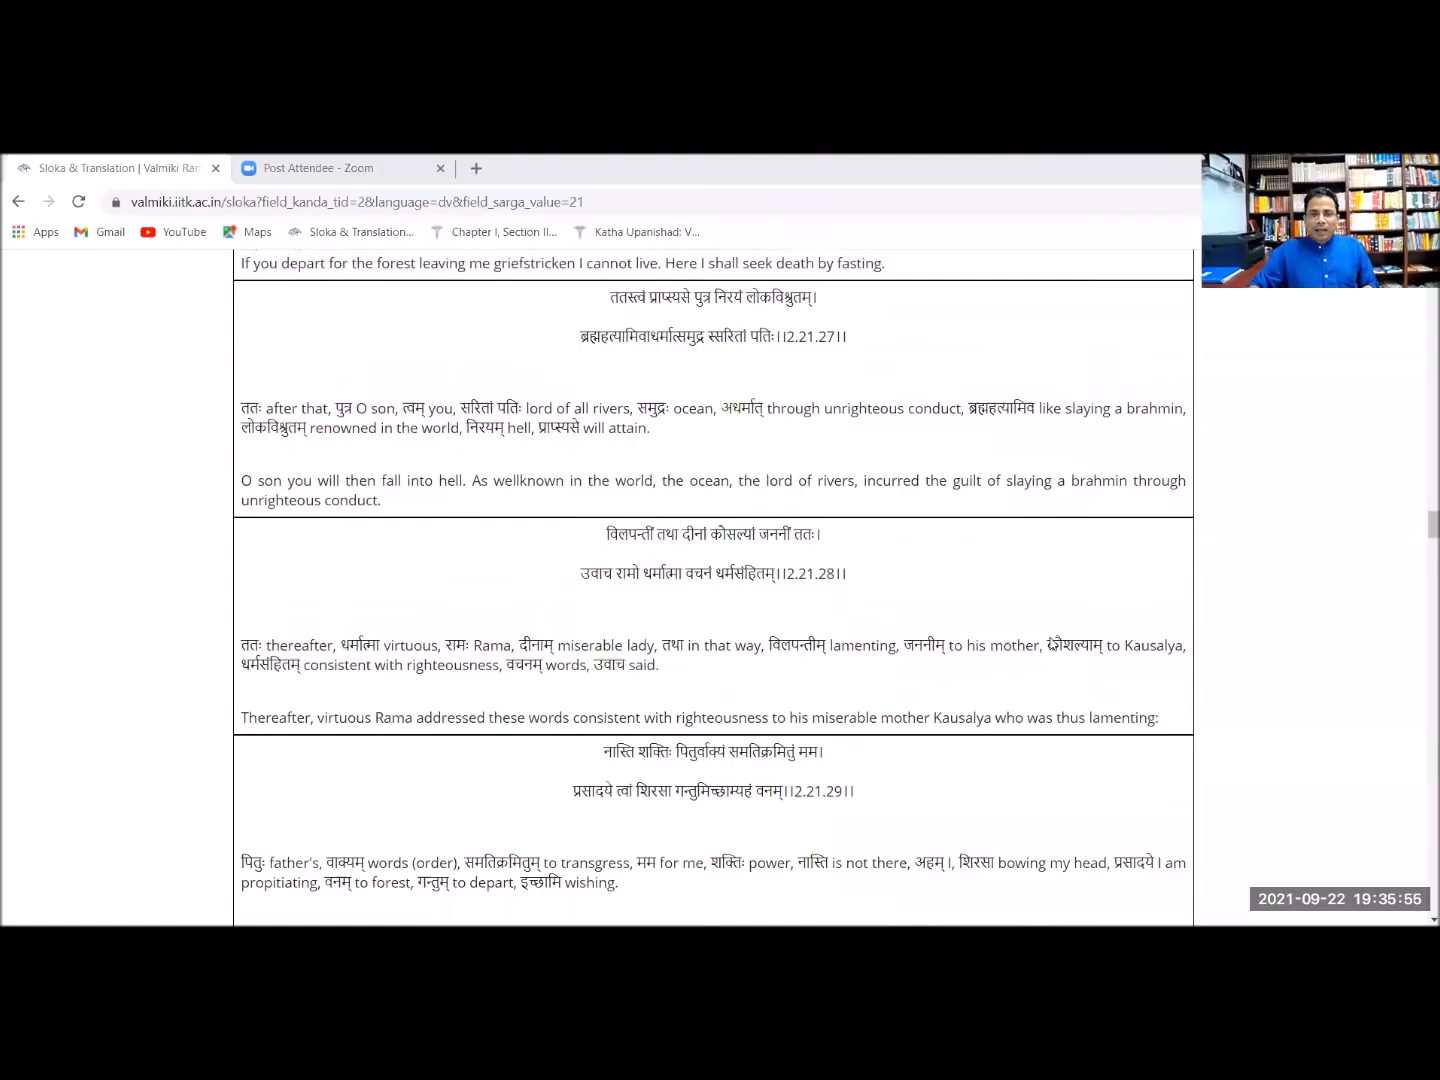 Sloka & Translation | Valmiki Ran
Post Attendee - Zoom
valmiki.iitk.ac.in/sloka?field_kanda_tid=2&language=dv&field_sarga_value=21
Apps Gmail YouTube Maps Sloka & Translation... Chapter I, Section II... Katha Upanishad: V...
If you depart for the forest leaving me griefstricken I cannot live. Here I shall seek death by fasting.
ततस्त्वं प्राप्स्यसे पुत्र निरयं लोकविश्रुतम्।
ब्रह्महत्यामिवाधर्मात्समुद्र स्सरितां पतिः।।2.21.27।।
ततः after that, पुत्र O son, त्वम् you, सरितां पतिः lord of all rivers, समुद्रः ocean, अधर्मात् through unrighteous conduct, ब्रह्महत्यामिव like slaying a brahmin,
लोकविश्रुतम् renowned in the world, निरयम् hell, प्राप्स्यसे will attain.
O son you will then fall into hell. As wellknown in the world, the ocean, the lord of rivers, incurred the guilt of slaying a brahmin through
unrighteous conduct.
विलपन्तीं तथा दीनां कौसल्यां जननीं ततः।
उवाच रामो धर्मात्मा वचनं धर्मसंहितम्।।2.21.28।।
ततः thereafter, धर्मात्मा virtuous, रामः Rama, दीनाम् miserable lady, तथा in that way, विलपन्तीम् lamenting, जननीम् to his mother, to Kausalya,
धर्मसंहितम् consistent with righteousness, वचनम् words, उवाच said.
Thereafter, virtuous Rama addressed these words consistent with righteousness to his miserable mother Kausalya who was thus lamenting:
नास्ति शक्तिः पितुर्वाक्यं समतिक्रमितुं मम।
प्रसादये त्वां शिरसा गन्तुमिच्छाम्यहं वनम्।।2.21.29।।
पितुः father's, वाक्यम् words (order), समतिक्रमितुम् to transgress, मम for me, शक्तिः power, नास्ति is not there, अहम् I, शिरसा bowing my head, प्रसादये I am
propitiating, वनम् to forest, गन्तुम् to depart, इच्छामि wishing.
2021-09-22 19:35:55